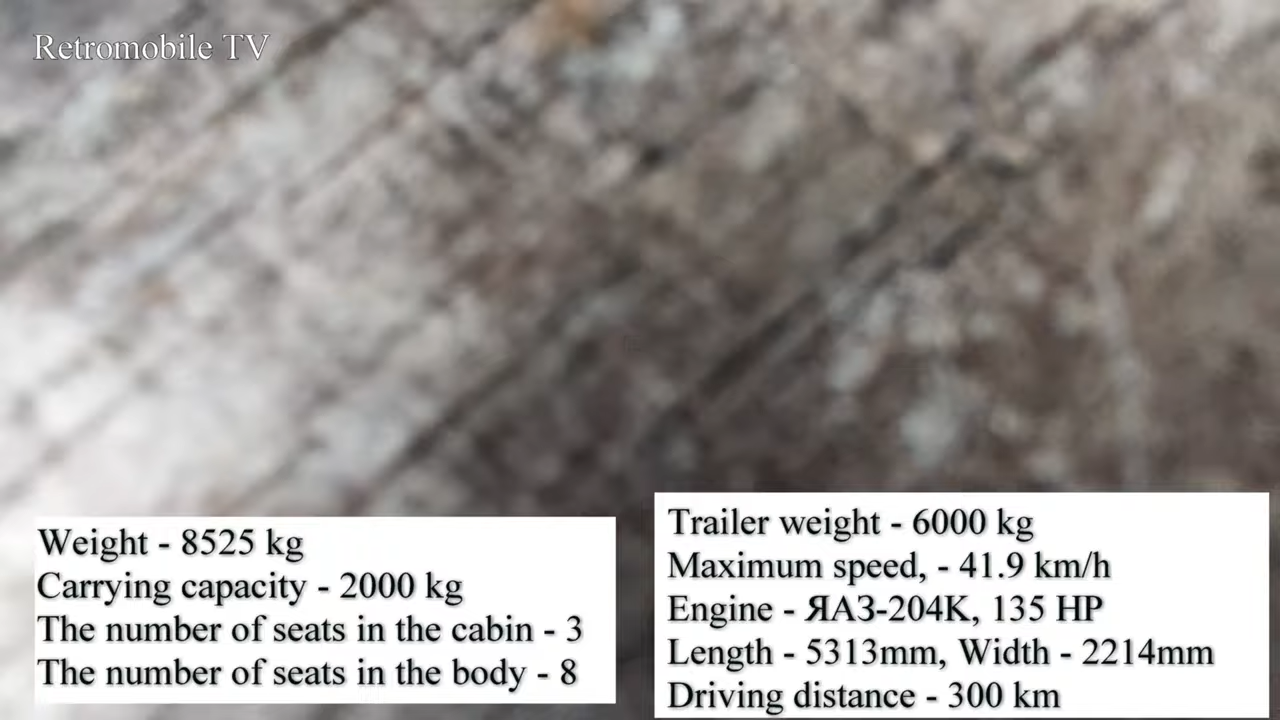 Retromobile TV
Weight - 8525 kg
Carrying capacity - 2000 kg
The number of seats in the cabin - 3
The number of seats in the body - 8
Trailer weight - 6000 kg
Maximum speed, - 41.9 km/h
Engine - ЯАЗ-204K, 135 HP
Length - 5313mm, Width - 2214mm
Driving distance - 300 km